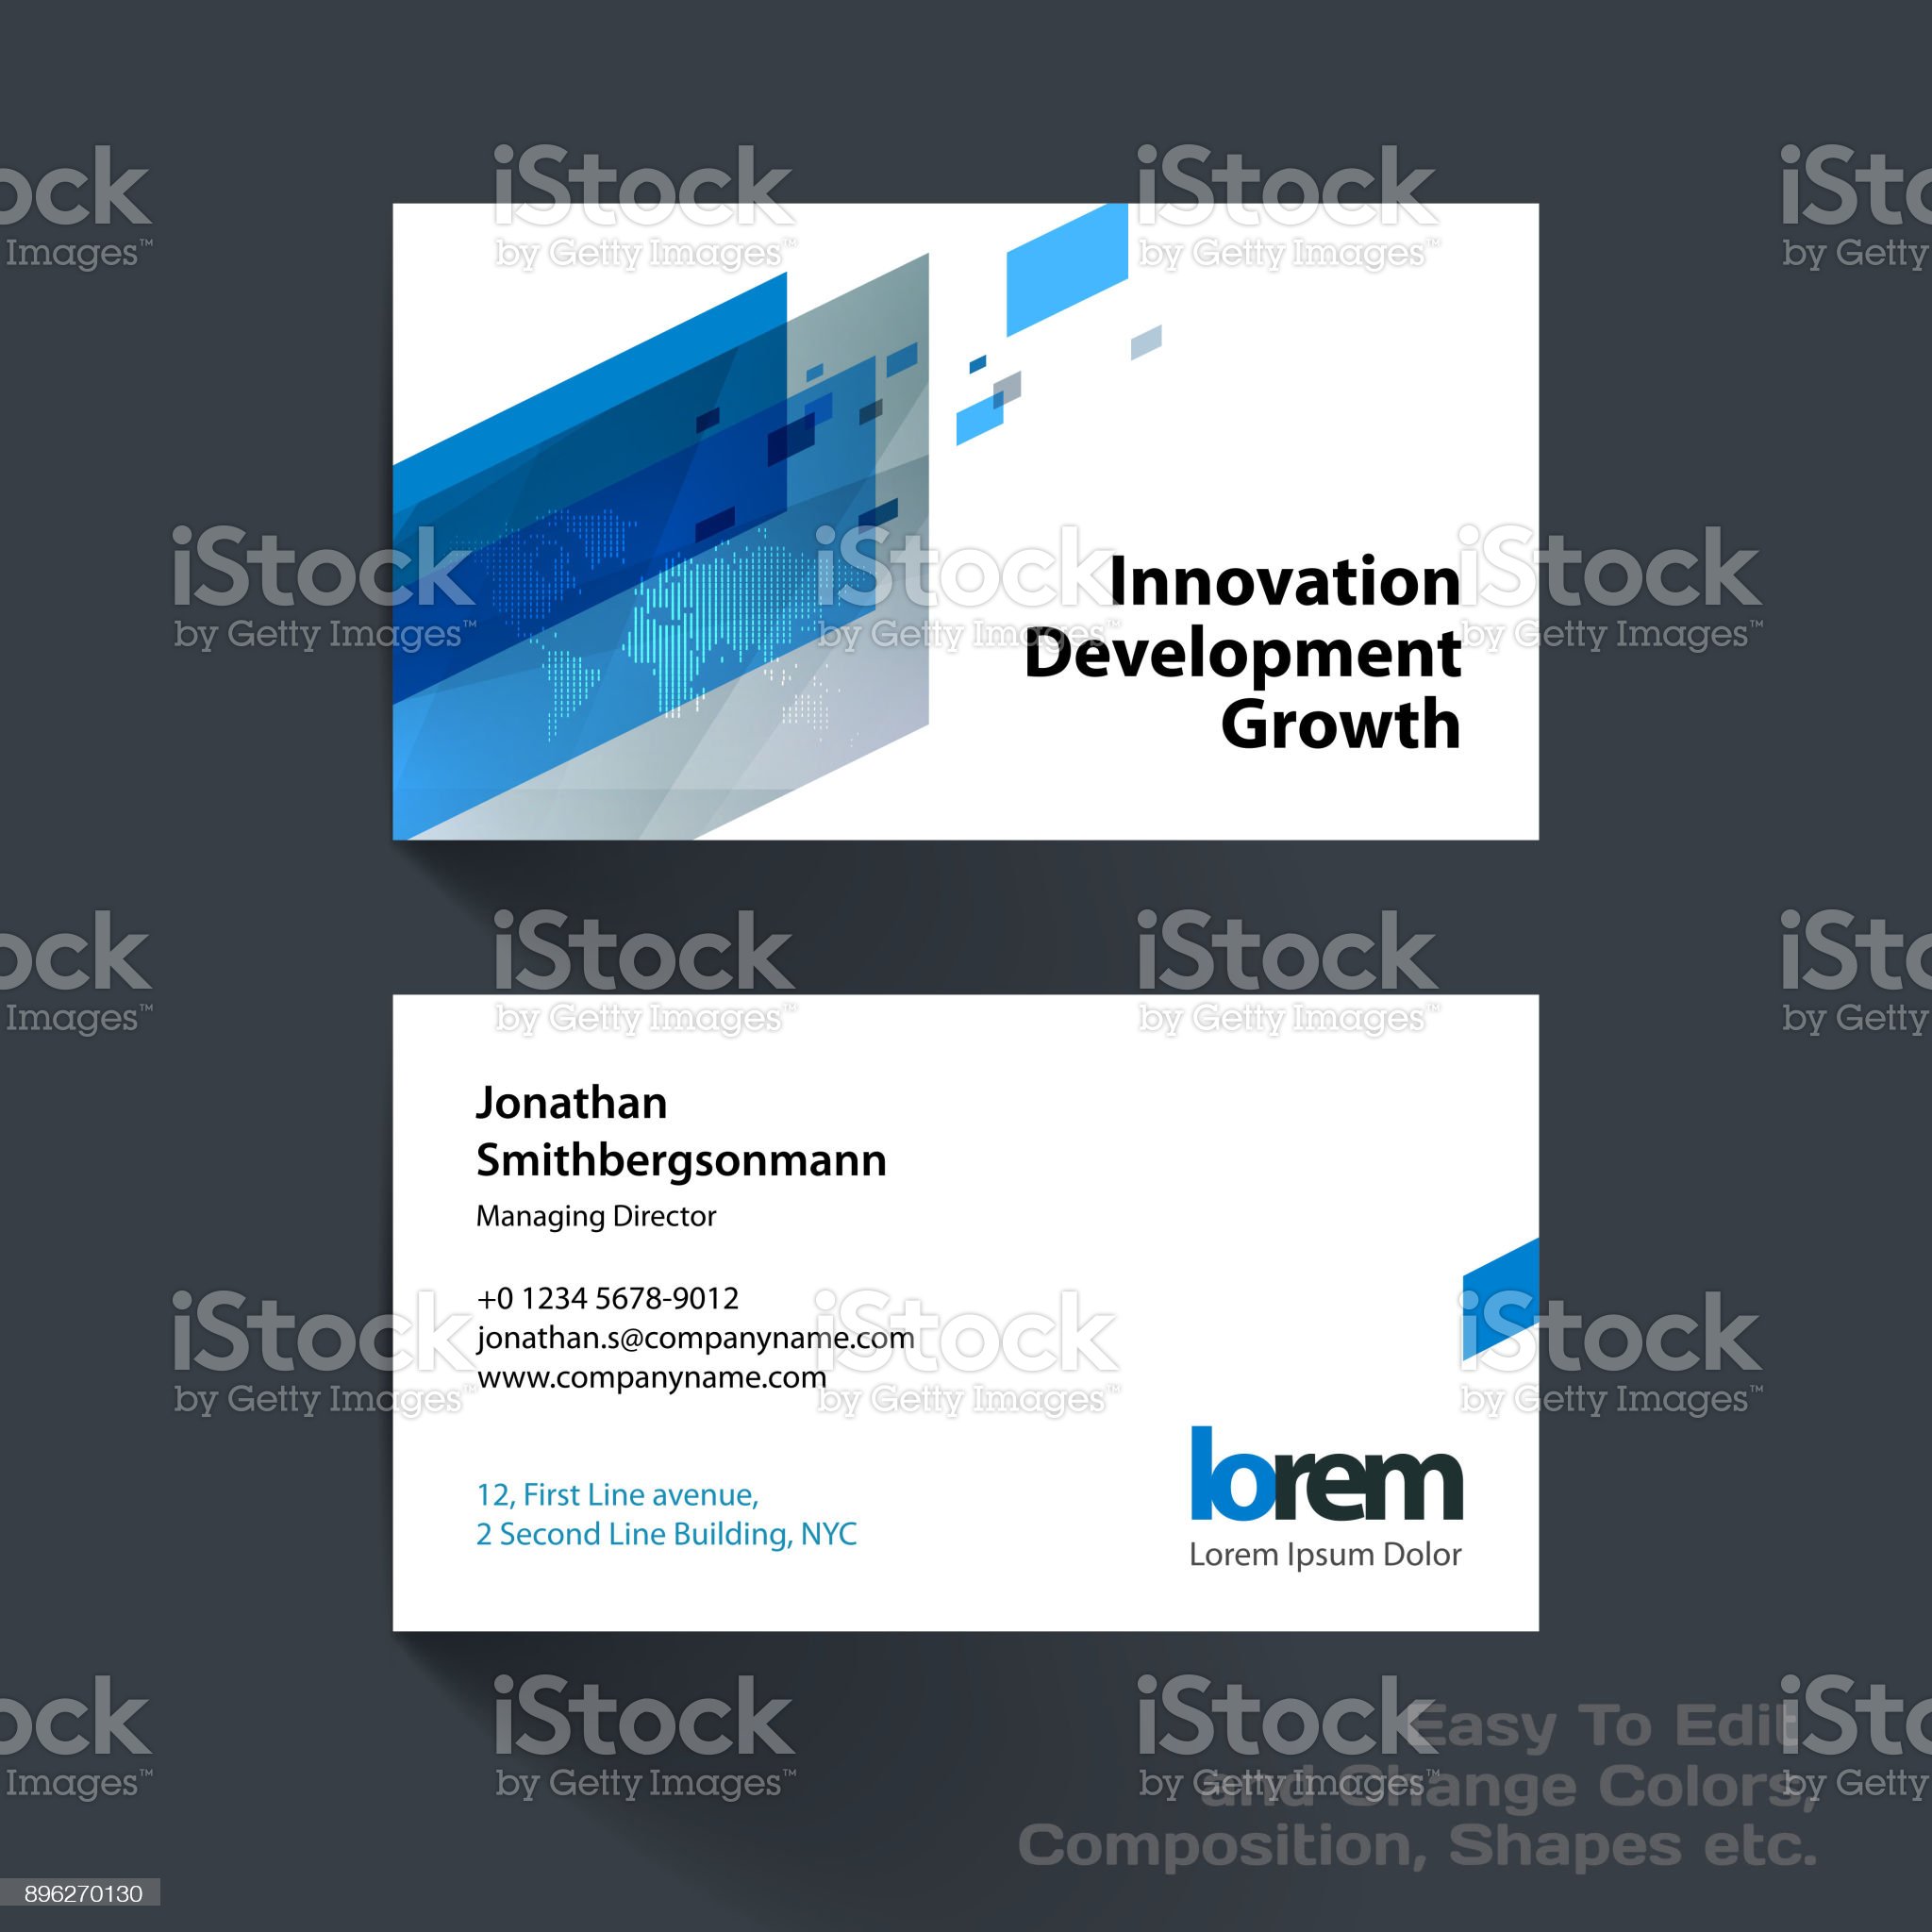 iStock
by Getty Images™
Innovation
Development
Growth
Jonathan
Smithbergsonmann
Managing Director
+0 1234 5678-9012
jonathan.s@companyname.com
www.companyname.com
12, First Line avenue,
2 Second Line Building, NYC
lorem
Lorem Ipsum Dolor
Easy To Edit
and Change Colors,
Composition, Shapes etc.
896270130